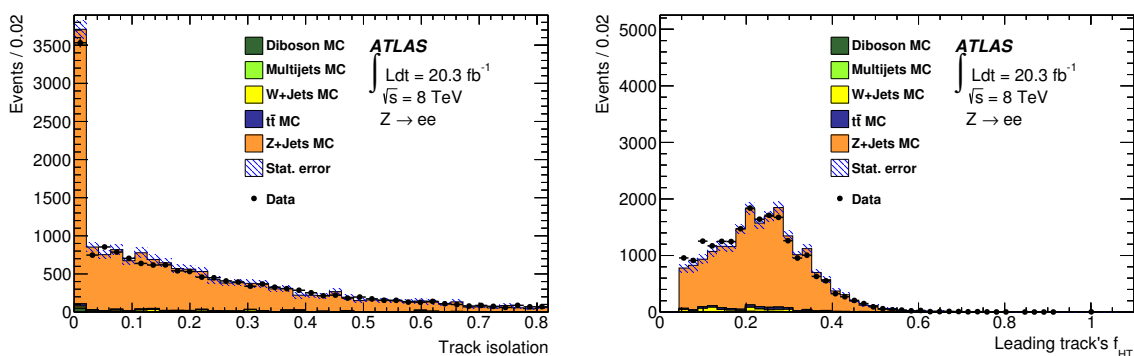 Events / 0.02
3500
3000
2500
2000
1500
1000
500
0
0 0.1 0.2 0.3 0.4 0.5 0.6 0.7 0.8
Track isolation
Diboson MC
Multijets MC
W+Jets MC
tt̄ MC
Z+Jets MC
Stat. error
Data
ATLAS
∫ Ldt = 20.3 fb⁻¹
√s = 8 TeV
Z → ee
Events / 0.02
5000
4000
3000
2000
1000
0
0 0.2 0.4 0.6 0.8 1.0
Leading track's f_HT
Diboson MC
Multijets MC
W+Jets MC
tt̄ MC
Z+Jets MC
Stat. error
Data
ATLAS
∫ Ldt = 20.3 fb⁻¹
√s = 8 TeV
Z → ee